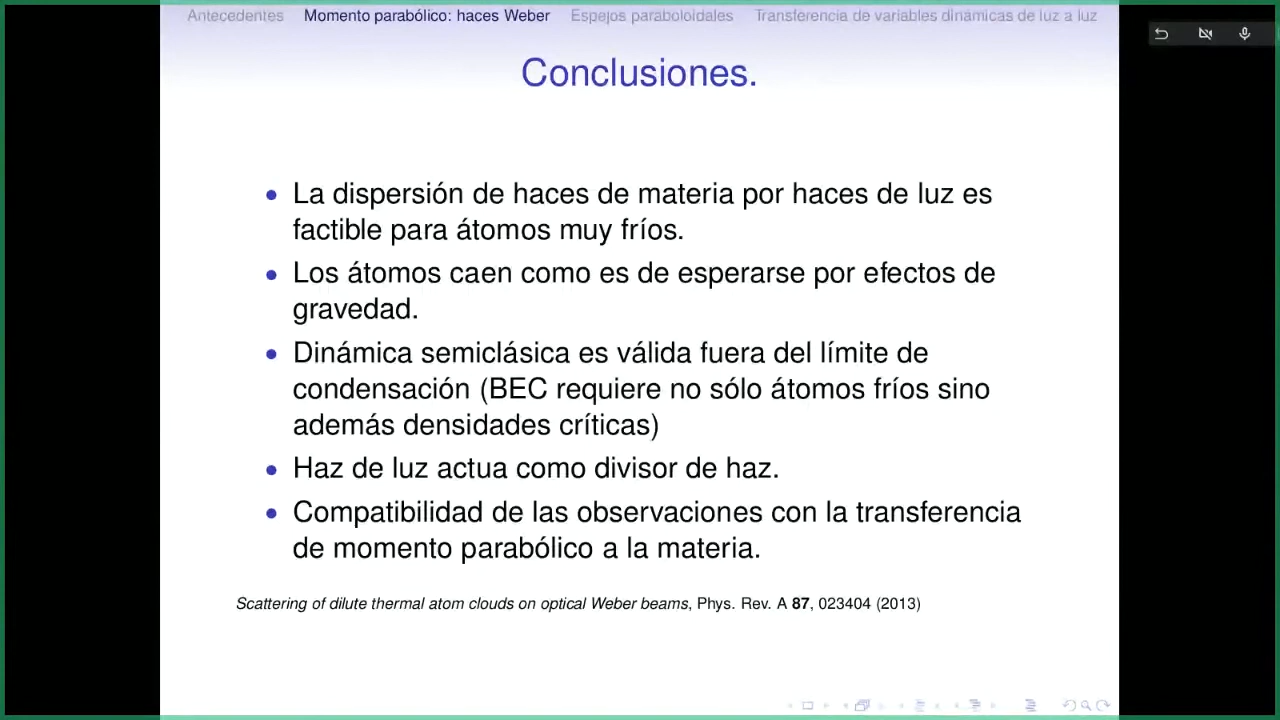 Antecedentes Momento parabólico: haces Weber Espejos paraboloidales Transferencia de variables dinámicas de luz a luz
Conclusiones.
• La dispersión de haces de materia por haces de luz es
factible para átomos muy fríos.
• Los átomos caen como es de esperarse por efectos de
gravedad.
• Dinámica semiclásica es válida fuera del límite de
condensación (BEC requiere no sólo átomos fríos sino
además densidades críticas)
• Haz de luz actua como divisor de haz.
• Compatibilidad de las observaciones con la transferencia
de momento parabólico a la materia.
Scattering of dilute thermal atom clouds on optical Weber beams, Phys. Rev. A 87, 023404 (2013)